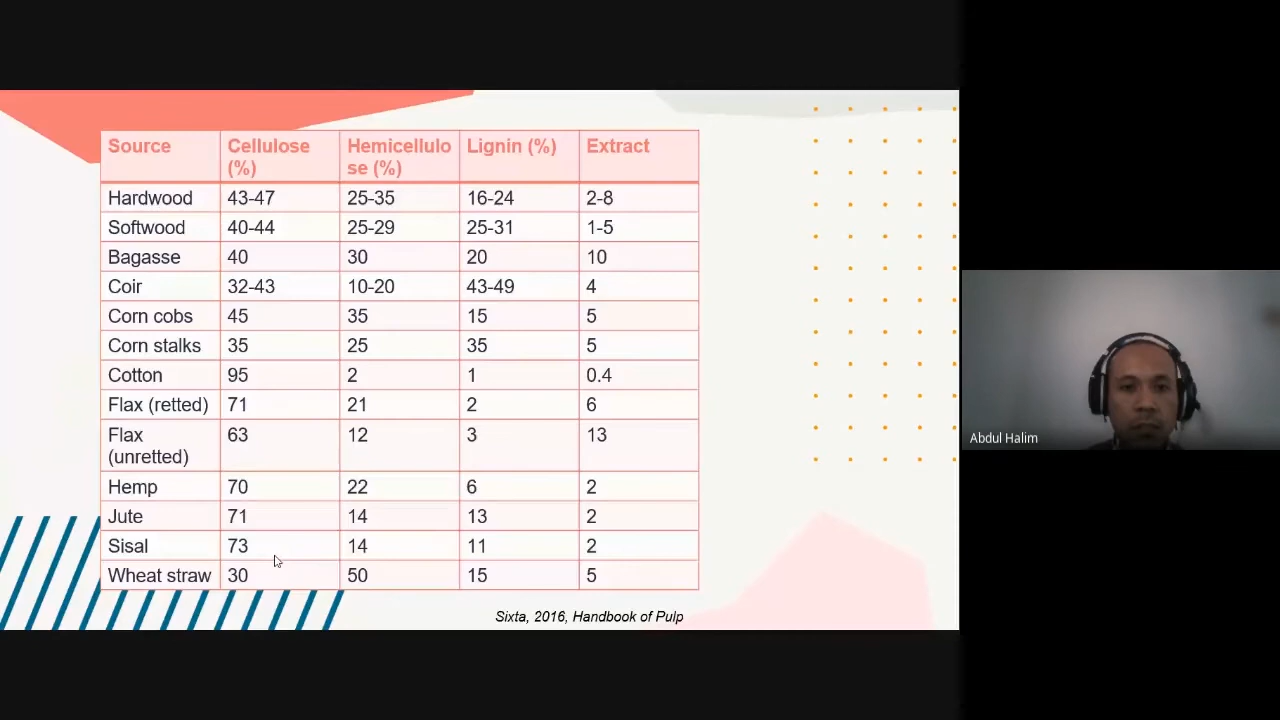 Source Cellulose (%) Hemicellulo se (%) Lignin (%) Extract
Hardwood 43-47 25-35 16-24 2-8
Softwood 40-44 25-29 25-31 1-5
Bagasse 40 30 20 10
Coir 32-43 10-20 43-49 4
Corn cobs 45 35 15 5
Corn stalks 35 25 35 5
Cotton 95 2 1 0.4
Flax (retted) 71 21 2 6
Flax (unretted) 63 12 3 13
Hemp 70 22 6 2
Jute 71 14 13 2
Sisal 73 14 11 2
Wheat straw 30 50 15 5
Sixta, 2016, Handbook of Pulp
Abdul Halim